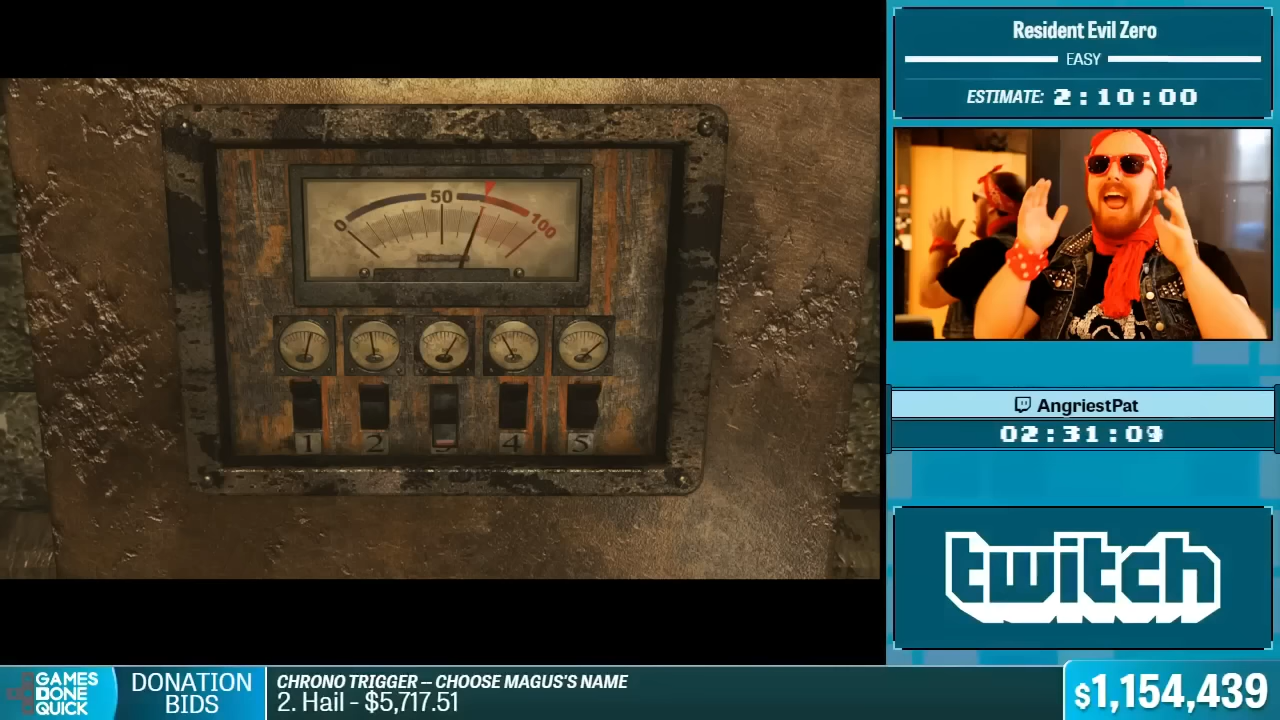 Resident Evil Zero
EASY
ESTIMATE: 2:10:00
0
50
100
1
2
4
5
AngriestPat
02:31:09
twitch
GAMES
DONE
QUICK
DONATION
BIDS
CHRONO TRIGGER – CHOOSE MAGUS'S NAME
2. Hail - $5,717.51
$1,154,439